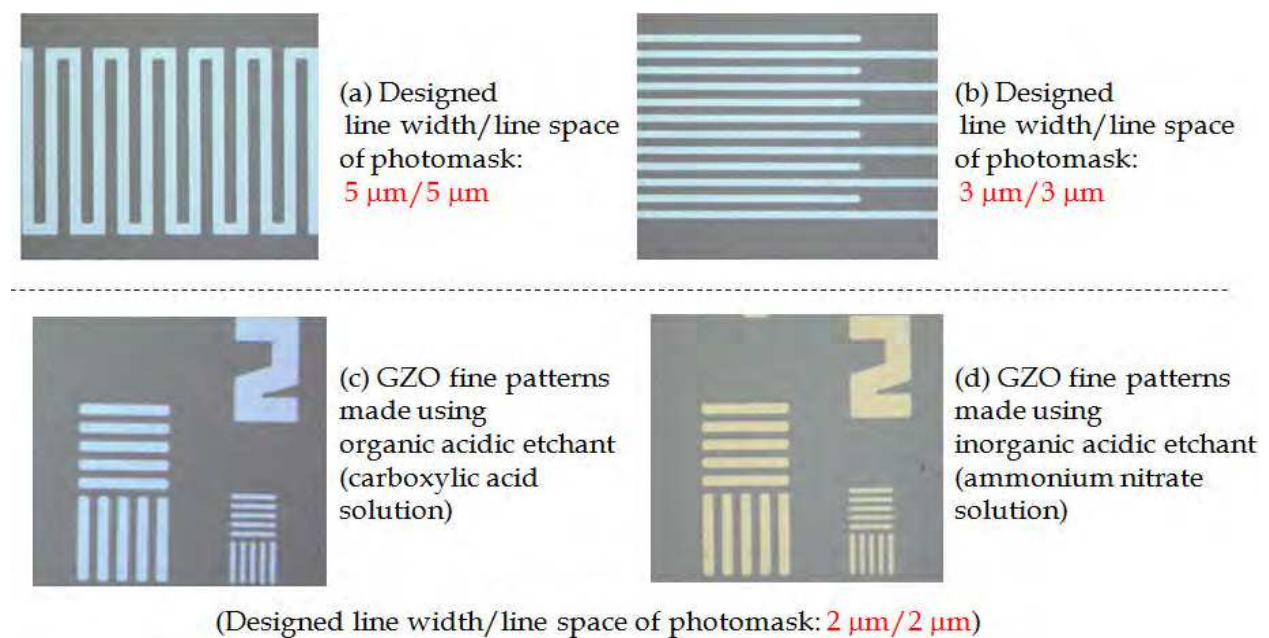 (a) Designed
line width/line space
of photomask:
5 μm/5 μm
(b) Designed
line width/line space
of photomask:
3 μm/3 μm
(c) GZO fine patterns
made using
organic acidic etchant
(carboxylic acid
solution)
(d) GZO fine patterns
made using
inorganic acidic etchant
(ammonium nitrate
solution)
(Designed line width/line space of photomask: 2 μm/2 μm)